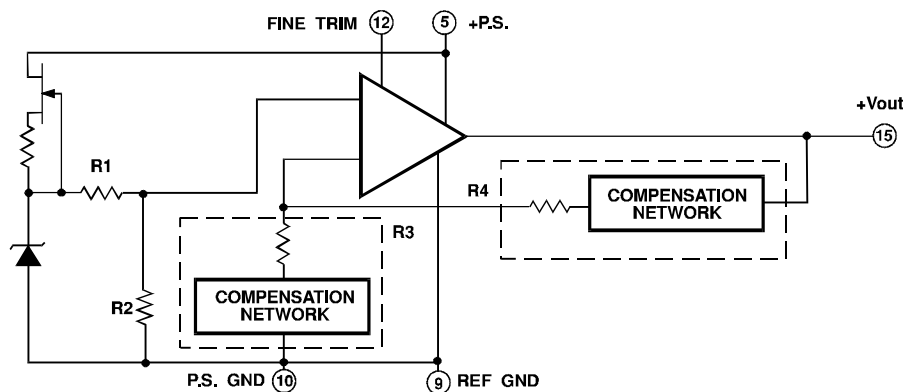 FINE TRIM 12 5 +P.S.
+Vout
15
R1
R4
COMPENSATION
NETWORK
R3
COMPENSATION
NETWORK
R2
P.S. GND 10 9 REF GND